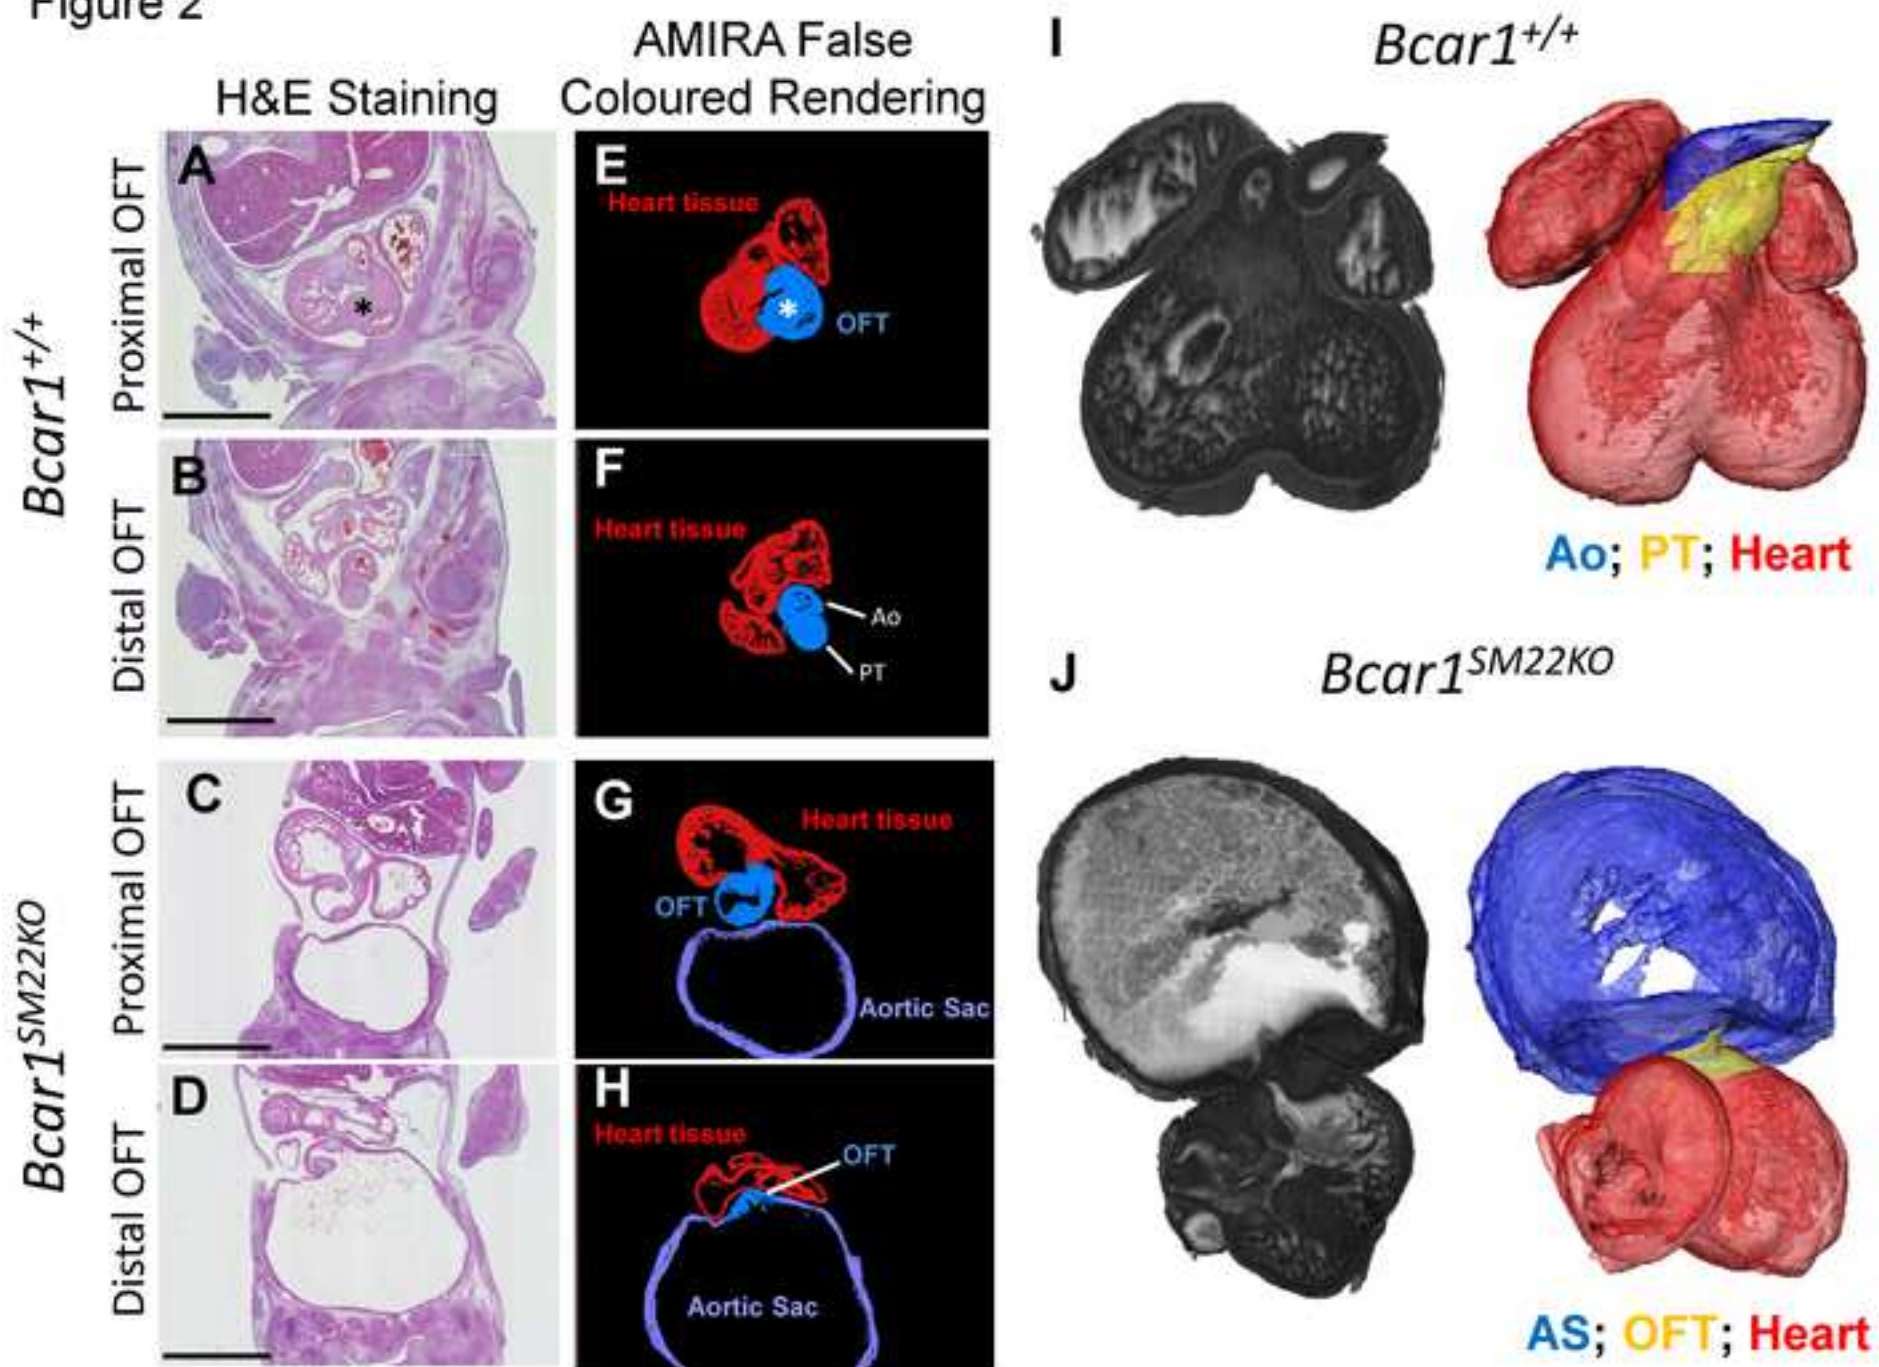 Figure 2
H&E Staining
AMIRA False
Coloured Rendering
Bcar1+/+
Proximal OFT
A
E
Heart tissue
*
*
OFT
Distal OFT
B
F
Heart tissue
Ao
PT
Bcar1SM22KO
Proximal OFT
C
G
Heart tissue
OFT
Aortic Sac
Distal OFT
D
H
Heart tissue
OFT
Aortic Sac
I
Bcar1+/+
Ao; PT; Heart
J
Bcar1SM22KO
AS; OFT; Heart